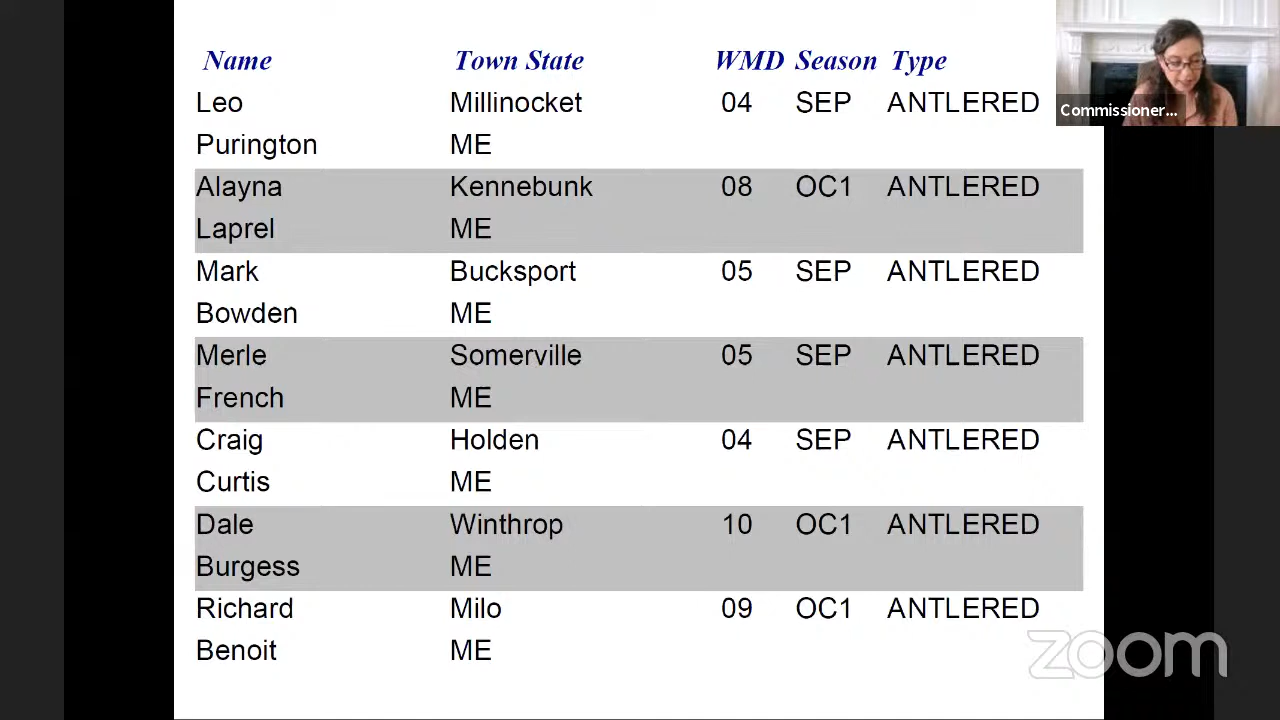 Name Town State WMD Season Type
Leo Millinocket 04 SEP ANTLERED
Purington ME
Alayna Kennebunk 08 OC1 ANTLERED
Laprel ME
Mark Bucksport 05 SEP ANTLERED
Bowden ME
Merle Somerville 05 SEP ANTLERED
French ME
Craig Holden 04 SEP ANTLERED
Curtis ME
Dale Winthrop 10 OC1 ANTLERED
Burgess ME
Richard Milo 09 OC1 ANTLERED
Benoit ME
Commissioner...
zoom